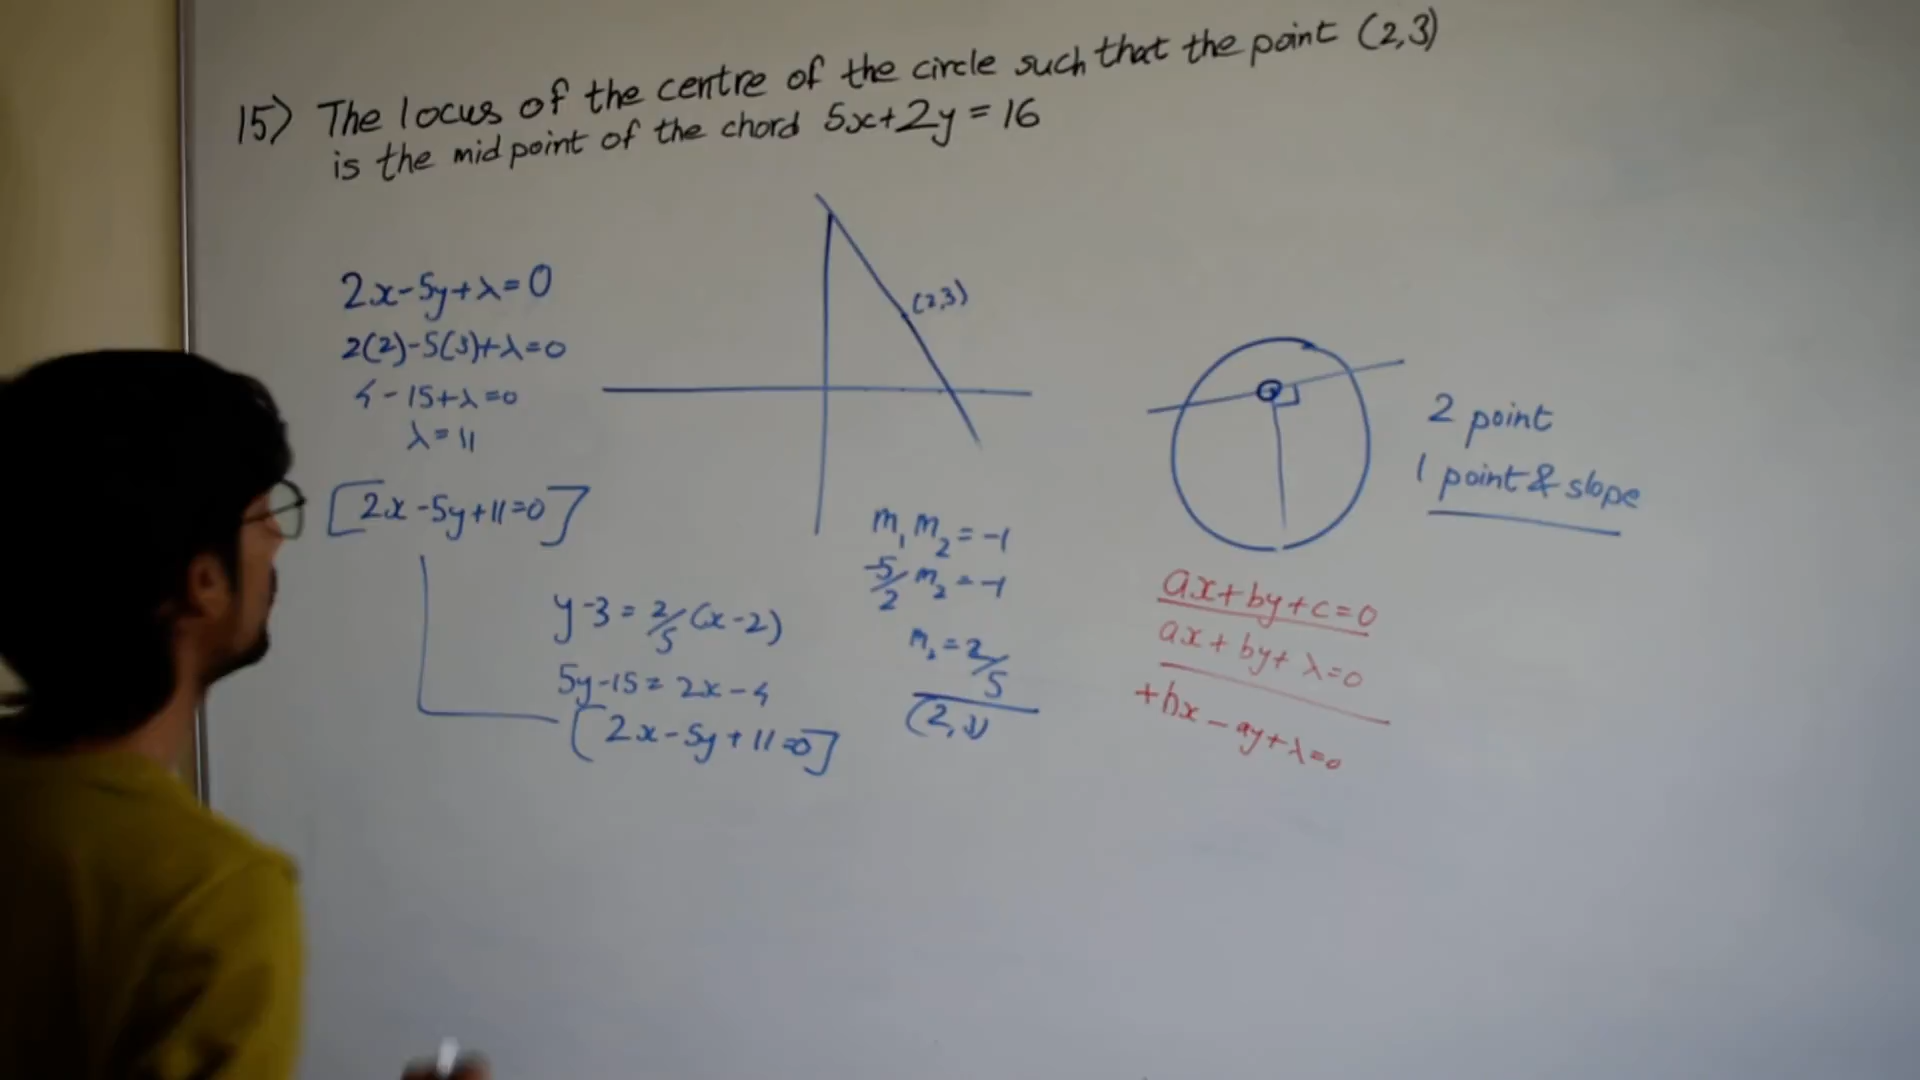 15) The locus of the centre of the circle such that the point (2,3)
is the mid point of the chord 5x+2y=16
2x-5y+λ=0
2(2)-5(3)+λ=0
4-15+λ=0
λ=11
[2x-5y+11=0]
(2,3)
m₁m₂=-1
-5/2 m₂=-1
m₂=2/5
(2,3)
y-3=2/5(x-2)
5y-15=2x-4
[2x-5y+11=0]
2 point
1 point & slope
ax+by+c=0
ax+by+λ=0
+bx-ay+λ=0